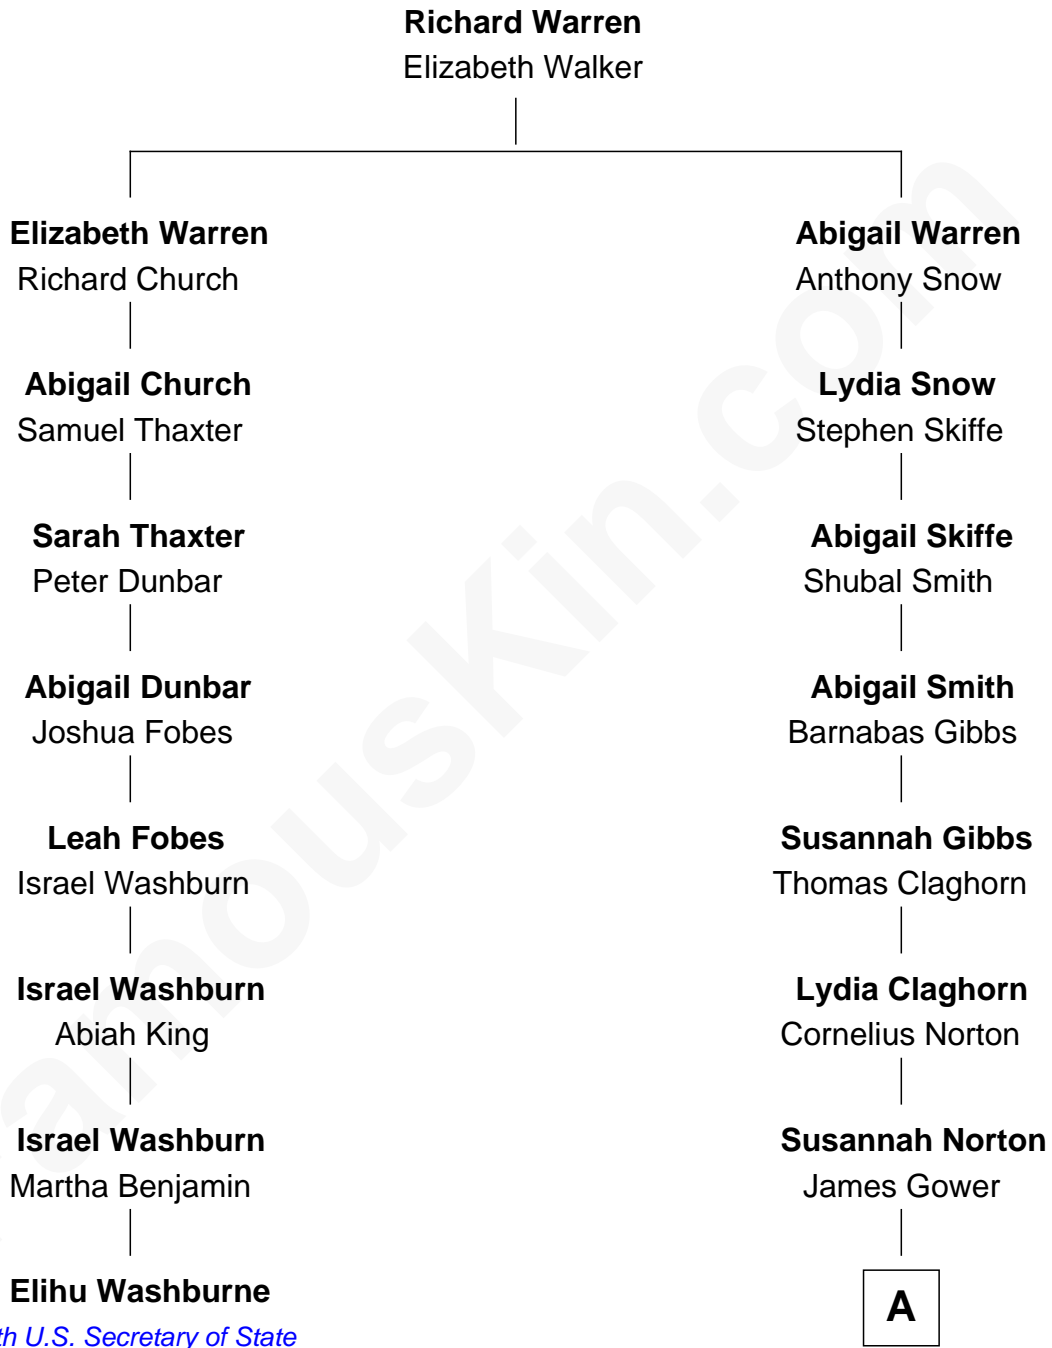 Richard Warren
Elizabeth Walker
Elizabeth Warren
Richard Church
Abigail Church
Samuel Thaxter
Sarah Thaxter
Peter Dunbar
Abigail Dunbar
Joshua Fobes
Leah Fobes
Israel Washburn
Israel Washburn
Abiah King
Israel Washburn
Martha Benjamin
Elihu Washburne
th U.S. Secretary of State
Abigail Warren
Anthony Snow
Lydia Snow
Stephen Skiffe
Abigail Skiffe
Shubal Smith
Abigail Smith
Barnabas Gibbs
Susannah Gibbs
Thomas Claghorn
Lydia Claghorn
Cornelius Norton
Susannah Norton
James Gower
A
amouskin.com